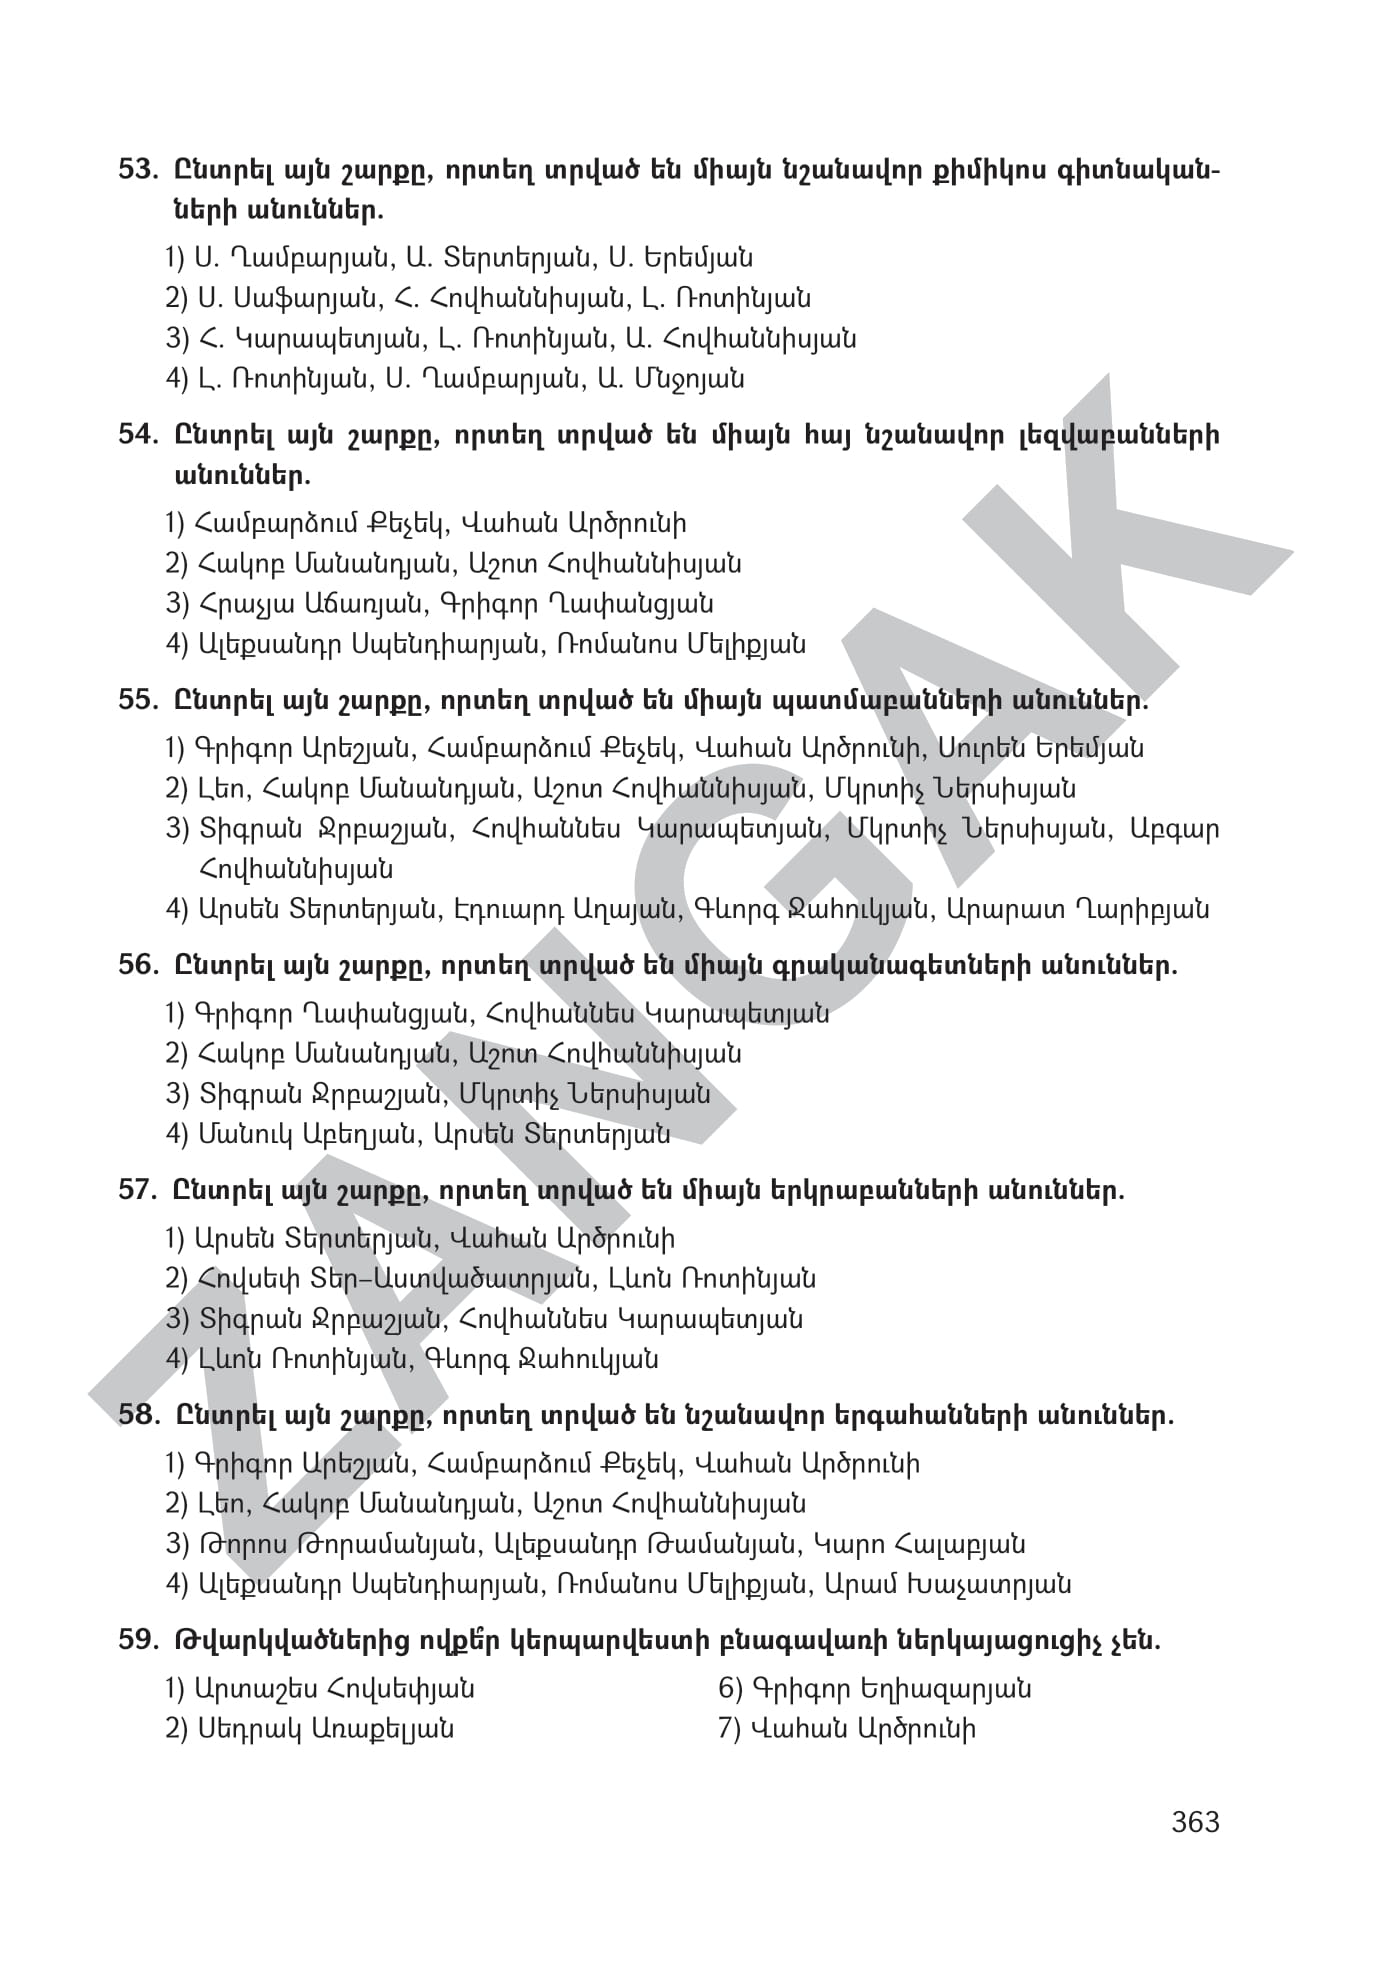 53. Ընտրել այն շարքը, որտեղ տրված են միայն նշանավոր քիմիկոս գիտնական-
ների անուններ.
1) Ս. Ղամբարյան, Ա. Տերտերյան, Ս. Երեմյան
2) Ս. Սաֆարյան, Հ. Հովհաննիսյան, Լ. Ռոտինյան
3) Հ. Կարապետյան, Լ. Ռոտինյան, Ա. Հովհաննիսյան
4) Լ. Ռոտինյան, Ս. Ղամբարյան, Ա. Մնջոյան
54. Ընտրել այն շարքը, որտեղ տրված են միայն հայ նշանավոր լեզվաբանների
անուններ.
1) Համբարձում Քեչեկ, Վահան Արծրունի
2) Հակոբ Մանանդյան, Աշոտ Հովհաննիսյան
3) Հրաչյա Աճառյան, Գրիգոր Ղափանցյան
4) Ալեքսանդր Սպենդիարյան, Ռոմանոս Մելիքյան
55. Ընտրել այն շարքը, որտեղ տրված են միայն պատմաբանների անուններ.
1) Գրիգոր Արեշյան, Համբարձում Քեչեկ, Վահան Արծրունի, Սուրեն Երեմյան
2) Լեո, Հակոբ Մանանդյան, Աշոտ Հովհաննիսյան, Մկրտիչ Ներսիսյան
3) Տիգրան Ջրբաշյան, Հովհաննես Կարապետյան, Մկրտիչ Ներսիսյան, Աբգար
Հովհաննիսյան
4) Արսեն Տերտերյան, Էդուարդ Աղայան, Գևորգ Ջահուկյան, Արարատ Ղարիբյան
56. Ընտրել այն շարքը, որտեղ տրված են միայն գրականագետների անուններ.
1) Գրիգոր Ղափանցյան, Հովհաննես Կարապետյան
2) Հակոբ Մանանդյան, Աշոտ Հովհաննիսյան
3) Տիգրան Ջրբաշյան, Մկրտիչ Ներսիսյան
4) Մանուկ Աբեղյան, Արսեն Տերտերյան
57. Ընտրել այն շարքը, որտեղ տրված են միայն երկրաբանների անուններ.
1) Արսեն Տերտերյան, Վահան Արծրունի
2) Հովսեփ Տեր–Աստվածատրյան, Լևոն Ռոտինյան
3) Տիգրան Ջրբաշյան, Հովհաննես Կարապետյան
4) Լևոն Ռոտինյան, Գևորգ Ջահուկյան
58. Ընտրել այն շարքը, որտեղ տրված են նշանավոր երգահանների անուններ.
1) Գրիգոր Արեշյան, Համբարձում Քեչեկ, Վահան Արծրունի
2) Լեո, Հակոբ Մանանդյան, Աշոտ Հովհաննիսյան
3) Թորոս Թորամանյան, Ալեքսանդր Թամանյան, Կարո Հալաբյան
4) Ալեքսանդր Սպենդիարյան, Ռոմանոս Մելիքյան, Արամ Խաչատրյան
59. Թվարկվածներից ովքե՞ր կերպարվեստի բնագավառի ներկայացուցիչ չեն.
1) Արտաշես Հովսեփյան
2) Սեդրակ Առաքելյան
6) Գրիգոր Եղիազարյան
7) Վահան Արծրունի
363
ZANGAK